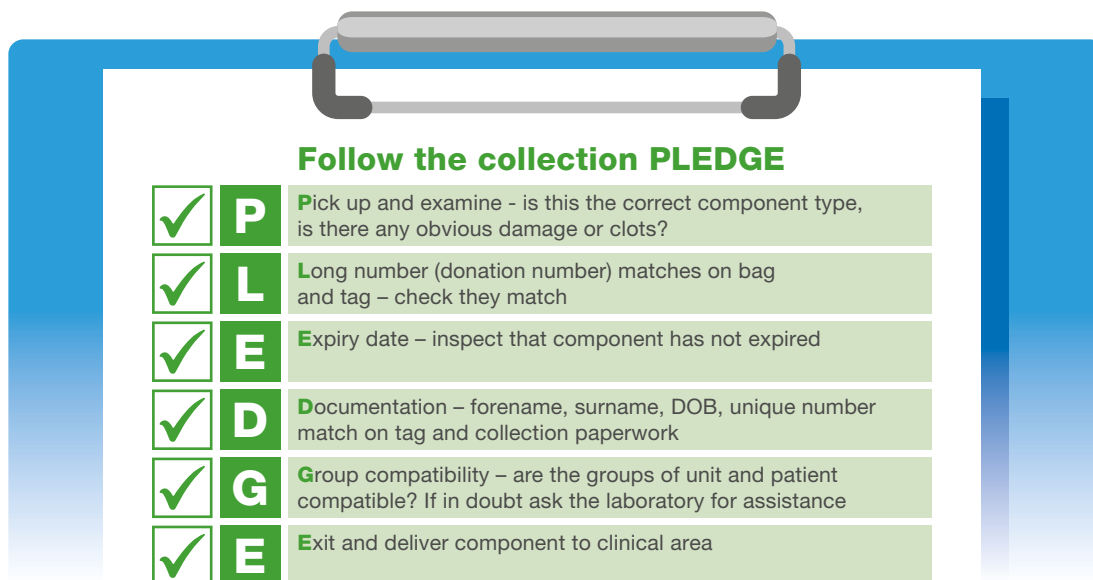 Follow the collection PLEDGE
P
Pick up and examine - is this the correct component type,
is there any obvious damage or clots?
L
Long number (donation number) matches on bag
and tag – check they match
E
Expiry date – inspect that component has not expired
D
Documentation – forename, surname, DOB, unique number
match on tag and collection paperwork
G
Group compatibility – are the groups of unit and patient
compatible? If in doubt ask the laboratory for assistance
E
Exit and deliver component to clinical area